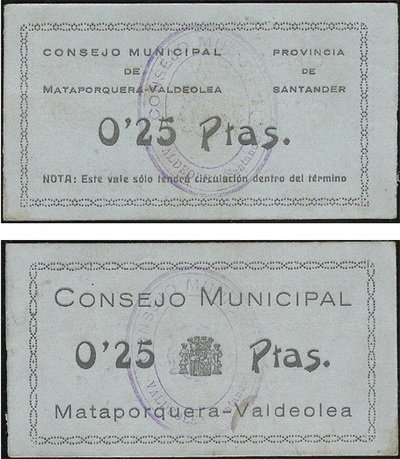 CONSEJO MUNICIPAL
DE
MATAPORQUERA-VALDEOLEA
PROVINCIA
DE
SANTANDER
0'25 Ptas.
NOTA: Este vale sólo tendrá circulación dentro del término
CONSEJO MUNICIPAL
0'25 Ptas.
Mataporquera-Valdeolea